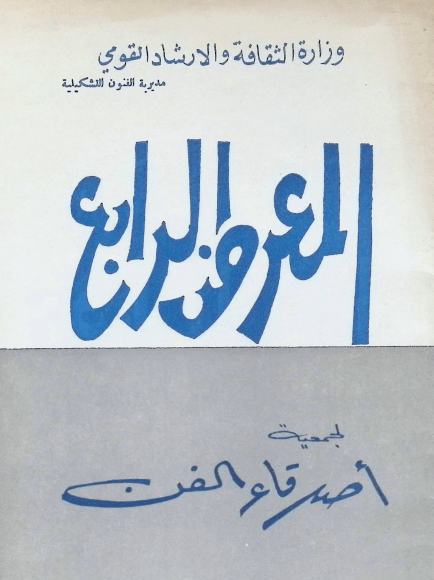 وزارة الثقافة والارشاد القومي
مديرية الفنون التشكيلية
المعرض الرابع
لجمعية
أصدقاء الفن